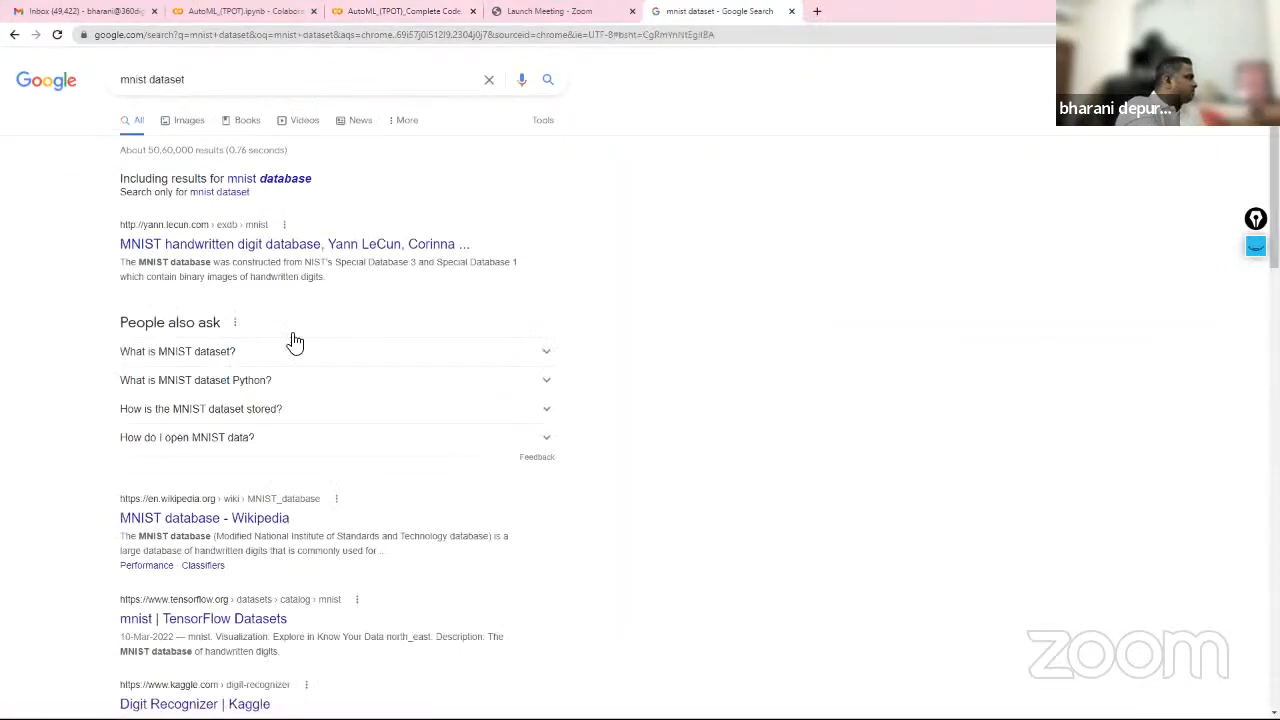 Inbox (49,422) - bharani@360dig
AutoML_(TPOT).ipynb - Colabora
AutoML_(TPOT)_Complete Code.
Launch Meeting - Zoom
mnist dataset - Google Search
Google
mnist dataset
All
Images
Books
Videos
News
More
Tools
About 50,60,000 results (0.76 seconds)
Including results for mnist database
Search only for mnist dataset
http://yann.lecun.com › exdb › mnist
MNIST handwritten digit database, Yann LeCun, Corinna ...
The MNIST database was constructed from NIST's Special Database 3 and Special Database 1
which contain binary images of handwritten digits.
People also ask
What is MNIST dataset?
What is MNIST dataset Python?
How is the MNIST dataset stored?
How do I open MNIST data?
Feedback
https://en.wikipedia.org › wiki › MNIST_database
MNIST database - Wikipedia
The MNIST database (Modified National Institute of Standards and Technology database) is a
large database of handwritten digits that is commonly used for ...
Performance · Classifiers
https://www.tensorflow.org › datasets › catalog › mnist
mnist | TensorFlow Datasets
10-Mar-2022 — mnist. Visualization. Explore in Know Your Data north_east. Description: The
MNIST database of handwritten digits.
https://www.kaggle.com › digit-recognizer
Digit Recognizer | Kaggle
bharani depur...
zoom